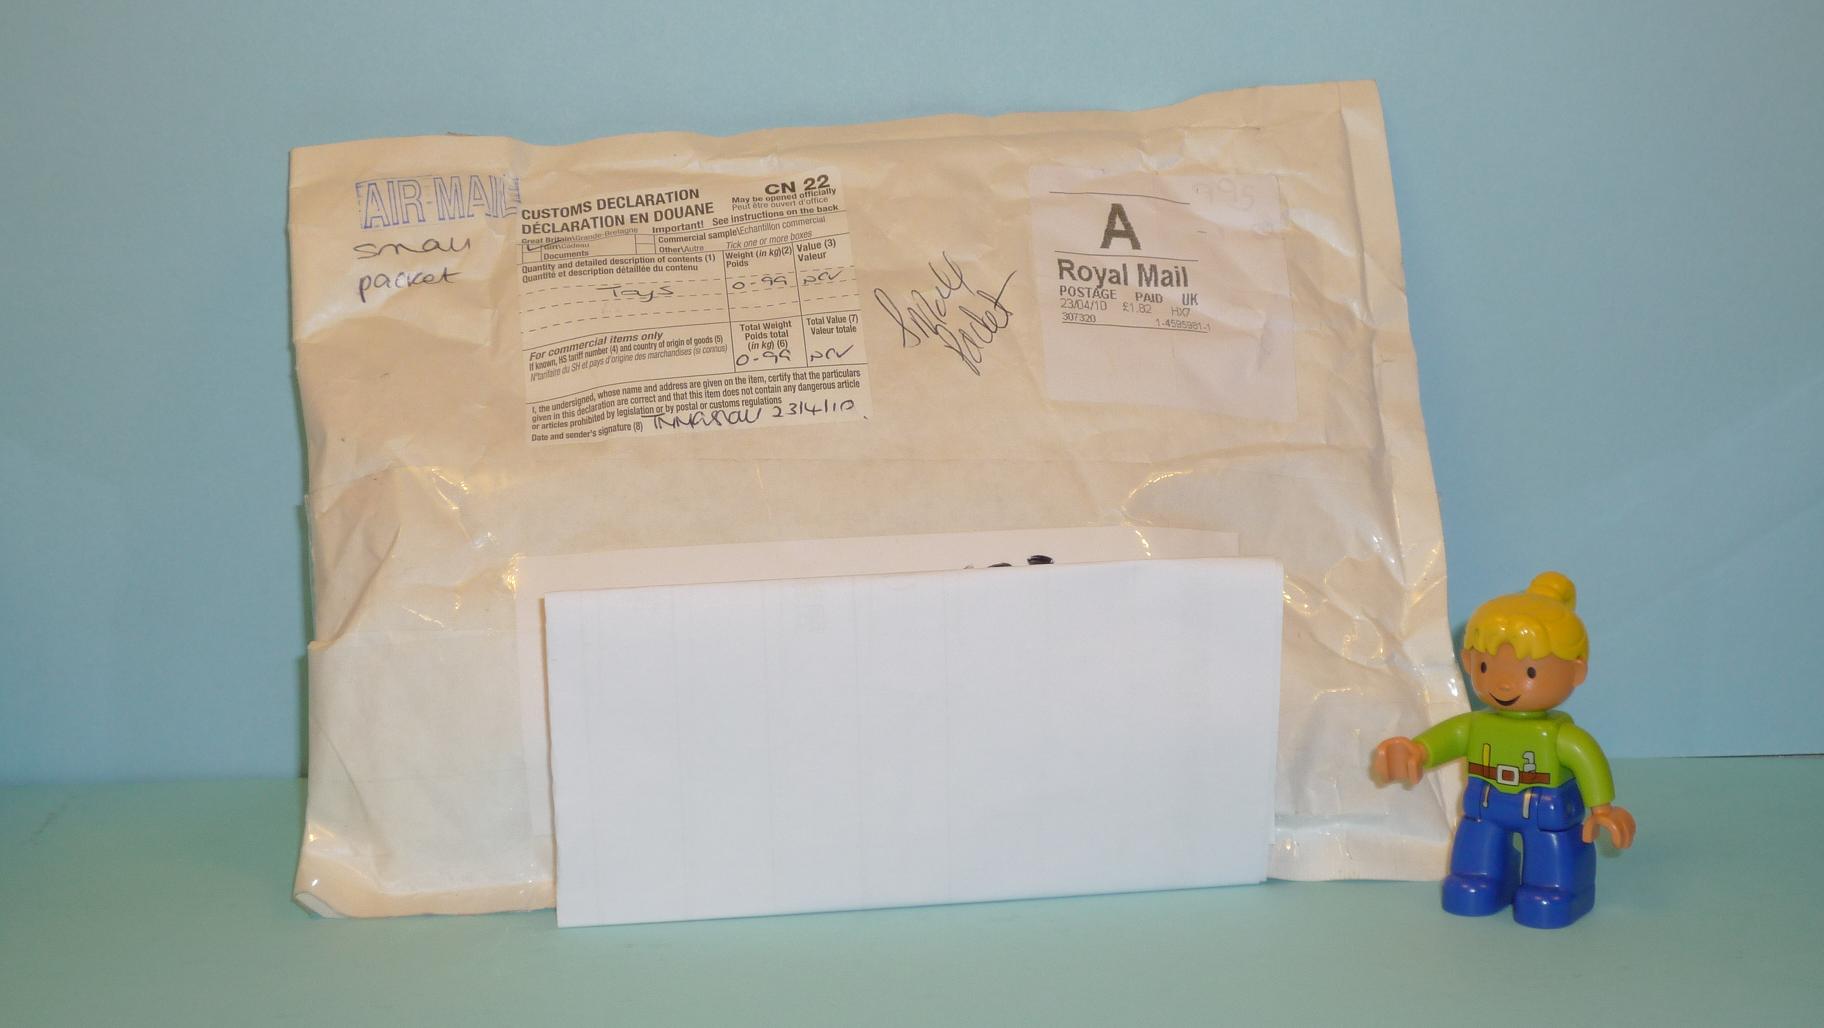 AIR MAIL
small
packet
CUSTOMS DECLARATION
DÉCLARATION EN DOUANE
CN 22
May be opened officially
Peut être ouvert d'office
Important! See instructions on the back
Great Britain\Grande-Bretagne
Gift\Cadeau
Documents
Commercial sample\Echantillon commercial
Other\Autre
Tick one or more boxes
Quantity and detailed description of contents (1)
Quantité et description détaillée du contenu
Weight (in kg)(2)
Poids
Value (3)
Valeur
Toys
0-99
NCV
For commercial items only
If known, HS tariff number (4) and country of origin of goods (5)
N°tarifaire du SH et pays d'origine des marchandises (si connus)
Total Weight
Poids total
(in kg) (6)
0-99
Total Value (7)
Valeur totale
NCV
I, the undersigned, whose name and address are given on the item, certify that the particulars
given in this declaration are correct and that this item does not contain any dangerous article
or articles prohibited by legislation or by postal or customs regulations
Date and sender's signature (8) 23/4/10
Small
Packet
A
Royal Mail
POSTAGE PAID UK
23/04/10 £1.82 HX7
307320 1-4595981-1